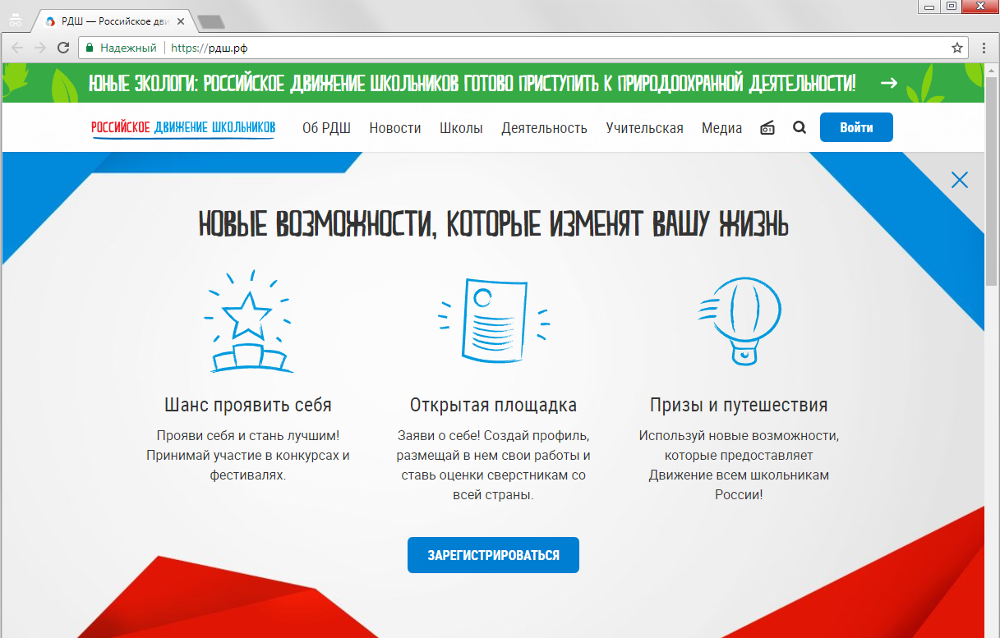 РДШ — Российское дви
Надежный https://рдш.рф
ЮНЫЕ ЭКОЛОГИ: РОССИЙСКОЕ ДВИЖЕНИЕ ШКОЛЬНИКОВ ГОТОВО ПРИСТУПИТЬ К ПРИРОДООХРАННОЙ ДЕЯТЕЛЬНОСТИ!
РОССИЙСКОЕ ДВИЖЕНИЕ ШКОЛЬНИКОВ Об РДШ Новости Школы Деятельность Учительская Медиа Войти
НОВЫЕ ВОЗМОЖНОСТИ, КОТОРЫЕ ИЗМЕНЯТ ВАШУ ЖИЗНЬ
Шанс проявить себя
Прояви себя и стань лучшим!
Принимай участие в конкурсах и
фестивалях.
Открытая площадка
Заяви о себе! Создай профиль,
размещай в нем свои работы и
ставь оценки сверстникам со
всей страны.
Призы и путешествия
Используй новые возможности,
которые предоставляет
Движение всем школьникам
России!
ЗАРЕГИСТРИРОВАТЬСЯ